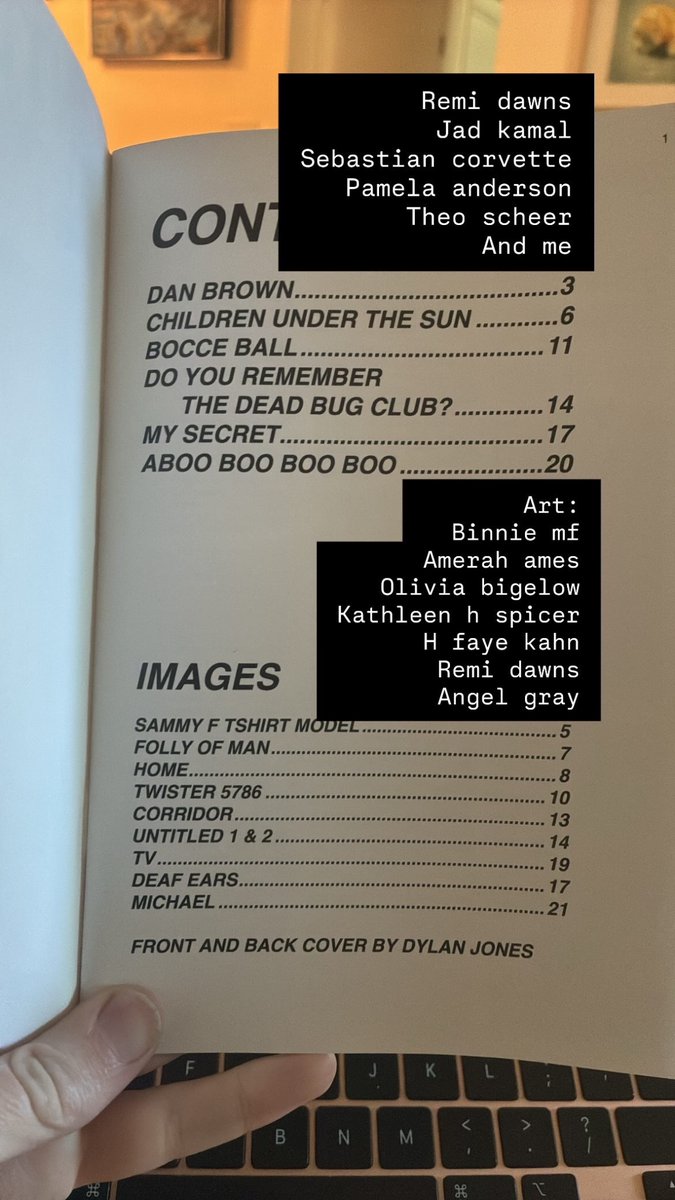 Remi dawns
Jad kamal
Sebastian corvette
Pamela anderson
Theo scheer
And me
1
CONT
DAN BROWN.......................................3
CHILDREN UNDER THE SUN ............6
BOCCE BALL....................................11
DO YOU REMEMBER
THE DEAD BUG CLUB?.............14
MY SECRET.......................................17
ABOO BOO BOO BOO.....................20
Art:
Binnie mf
Amerah ames
Olivia bigelow
Kathleen h spicer
H faye kahn
Remi dawns
Angel gray
IMAGES
SAMMY F TSHIRT MODEL....................................5
FOLLY OF MAN....................................................7
HOME....................................................................8
TWISTER 5786 ...................................................10
CORRIDOR.........................................................13
UNTITLED 1 & 2..................................................14
TV.......................................................................19
DEAF EARS.........................................................17
MICHAEL ............................................................21
FRONT AND BACK COVER BY DYLAN JONES
F
J
K
L
:
;
B
N
M
<
,
>
.
?
/
⌘
⌘
⌥